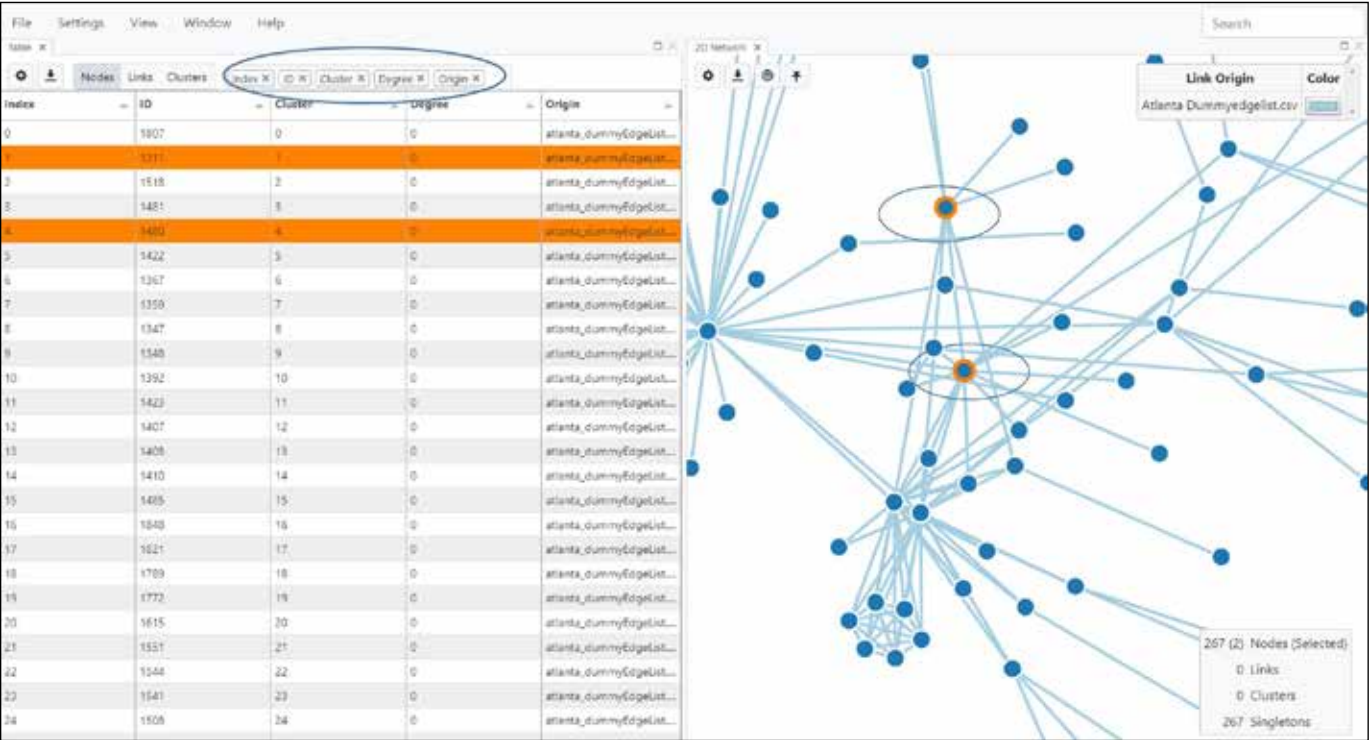 File Settings View Window Help Search
Table 2D Network
Nodes Links Clusters Index ID Cluster Degree Origin
Link Origin Color
Atlanta Dummyedgelist.csv
Index ID Cluster Degree Origin
0 1807 0 0 atlanta_dummyEdgeList....
1 1 0 atlanta_dummyEdgeList....
2 1518 2 0 atlanta_dummyEdgeList....
3 1481 3 0 atlanta_dummyEdgeList....
4 1480 4 0 atlanta_dummyEdgeList....
5 1422 5 0 atlanta_dummyEdgeList....
6 1367 6 0 atlanta_dummyEdgeList....
7 1359 7 0 atlanta_dummyEdgeList....
8 1347 8 0 atlanta_dummyEdgeList....
9 9 0 atlanta_dummyEdgeList....
10 1392 10 0 atlanta_dummyEdgeList....
11 1423 11 0 atlanta_dummyEdgeList....
12 1407 12 0 atlanta_dummyEdgeList....
13 1408 13 0 atlanta_dummyEdgeList....
14 1410 14 0 atlanta_dummyEdgeList....
15 1485 15 0 atlanta_dummyEdgeList....
16 1848 16 0 atlanta_dummyEdgeList....
17 1821 17 0 atlanta_dummyEdgeList....
18 1789 18 0 atlanta_dummyEdgeList....
19 1772 19 0 atlanta_dummyEdgeList....
20 1615 20 0 atlanta_dummyEdgeList....
21 1551 21 0 atlanta_dummyEdgeList....
22 1544 22 0 atlanta_dummyEdgeList....
23 1541 23 0 atlanta_dummyEdgeList....
24 1508 24 0 atlanta_dummyEdgeList....
267 (2) Nodes (Selected)
0 Links
0 Clusters
267 Singletons